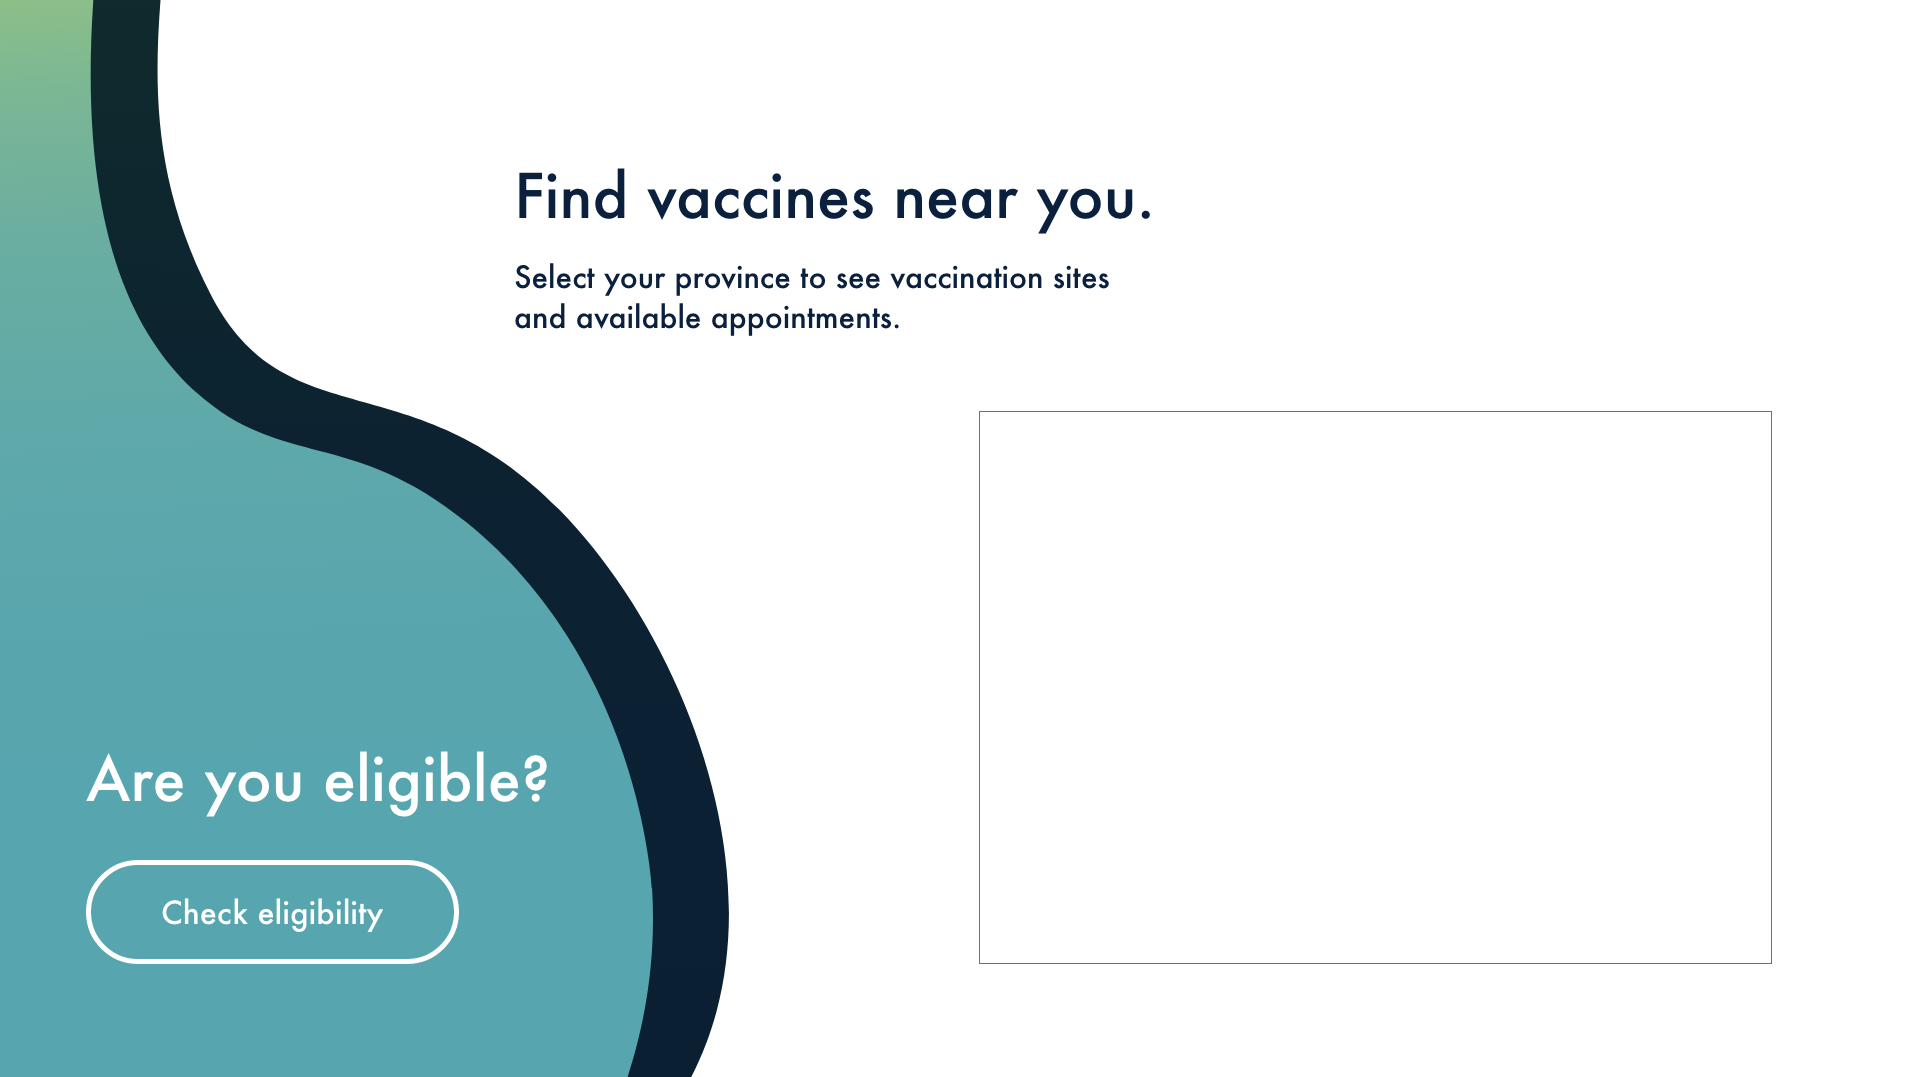 Find vaccines near you.
Select your province to see vaccination sites
and available appointments.
Are you eligible?
Check eligibility